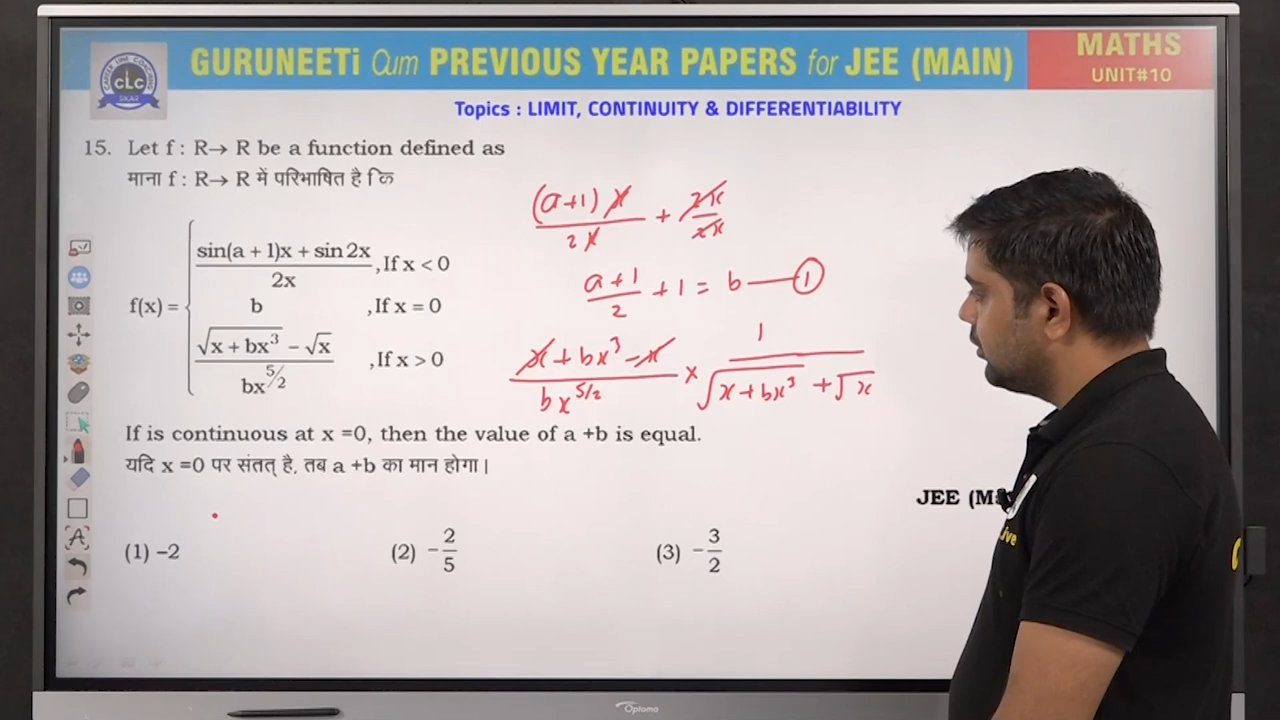 GURUNEETi Cum PREVIOUS YEAR PAPERS for JEE (MAIN)
MATHS
UNIT#10
CLC
SIKAR
Topics : LIMIT, CONTINUITY & DIFFERENTIABILITY
15. Let f : R→ R be a function defined as
माना f : R→ R में परिभाषित है कि
f(x) = { (sin(a + 1)x + sin 2x)/2x , If x < 0
b , If x = 0
(√(x + bx³) − √x)/bx^(5/2) , If x > 0
(a+1)x/2x + 2x/2x
(a+1)/2 + 1 = b — ①
(x + bx³ − x)/bx^(5/2) × 1/(√(x + bx³) + √x)
If is continuous at x =0, then the value of a +b is equal.
यदि x =0 पर संतत् है, तब a +b का मान होगा।
JEE (M
(1) –2 (2) −2/5 (3) −3/2
ive
Optoma